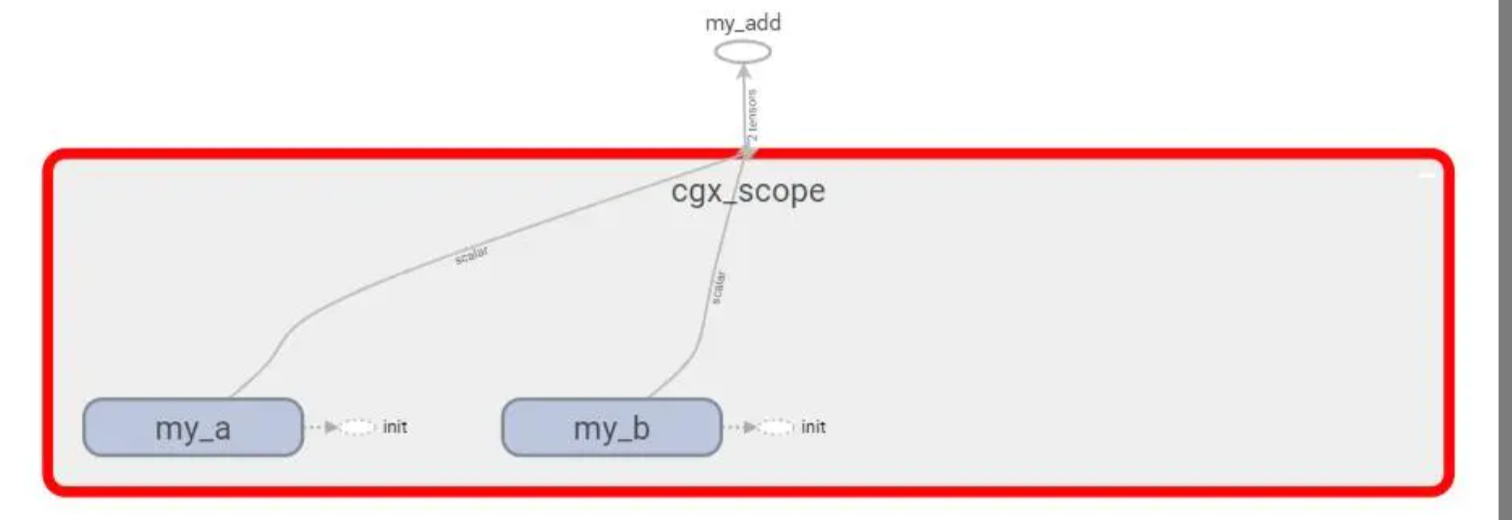 my_add
2 tensors
cgx_scope
scalar
scalar
my_a
init
my_b
init